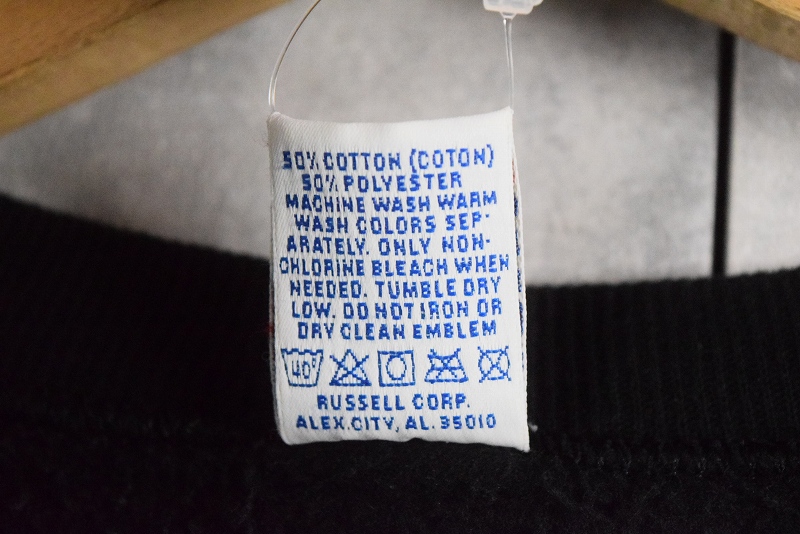 50% COTTON (COTON)
50% POLYESTER
MACHINE WASH WARM
WASH COLORS SEP-
ARATELY. ONLY NON-
CHLORINE BLEACH WHEN
NEEDED. TUMBLE DRY
LOW. DO NOT IRON OR
DRY CLEAN EMBLEM
40°
RUSSELL CORP.
ALEX.CITY, AL. 35010